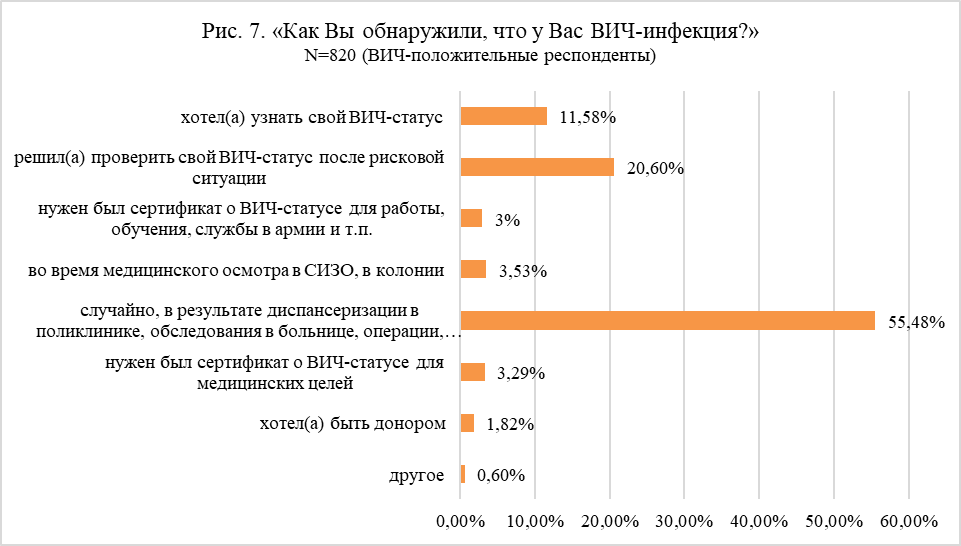 Рис. 7. «Как Вы обнаружили, что у Вас ВИЧ-инфекция?»
N=820 (ВИЧ-положительные респонденты)
хотел(а) узнать свой ВИЧ-статус
11,58%
решил(а) проверить свой ВИЧ-статус после рисковой
ситуации
20,60%
нужен был сертификат о ВИЧ-статусе для работы,
обучения, службы в армии и т.п.
3%
во время медицинского осмотра в СИЗО, в колонии
3,53%
случайно, в результате диспансеризации в
поликлинике, обследования в больнице, операции,…
55,48%
нужен был сертификат о ВИЧ-статусе для
медицинских целей
3,29%
хотел(а) быть донором
1,82%
другое
0,60%
0,00% 10,00% 20,00% 30,00% 40,00% 50,00% 60,00%